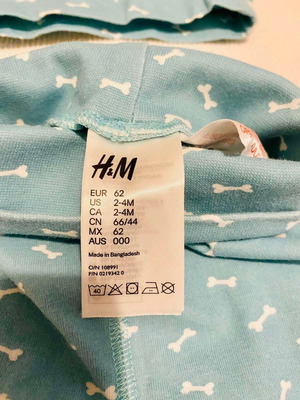 H&M
EUR 62
US 2-4M
CA 2-4M
CN 66/44
MX 62
AUS 000
Made in Bangladesh
O/N 108991
P/N 0219342 0
40